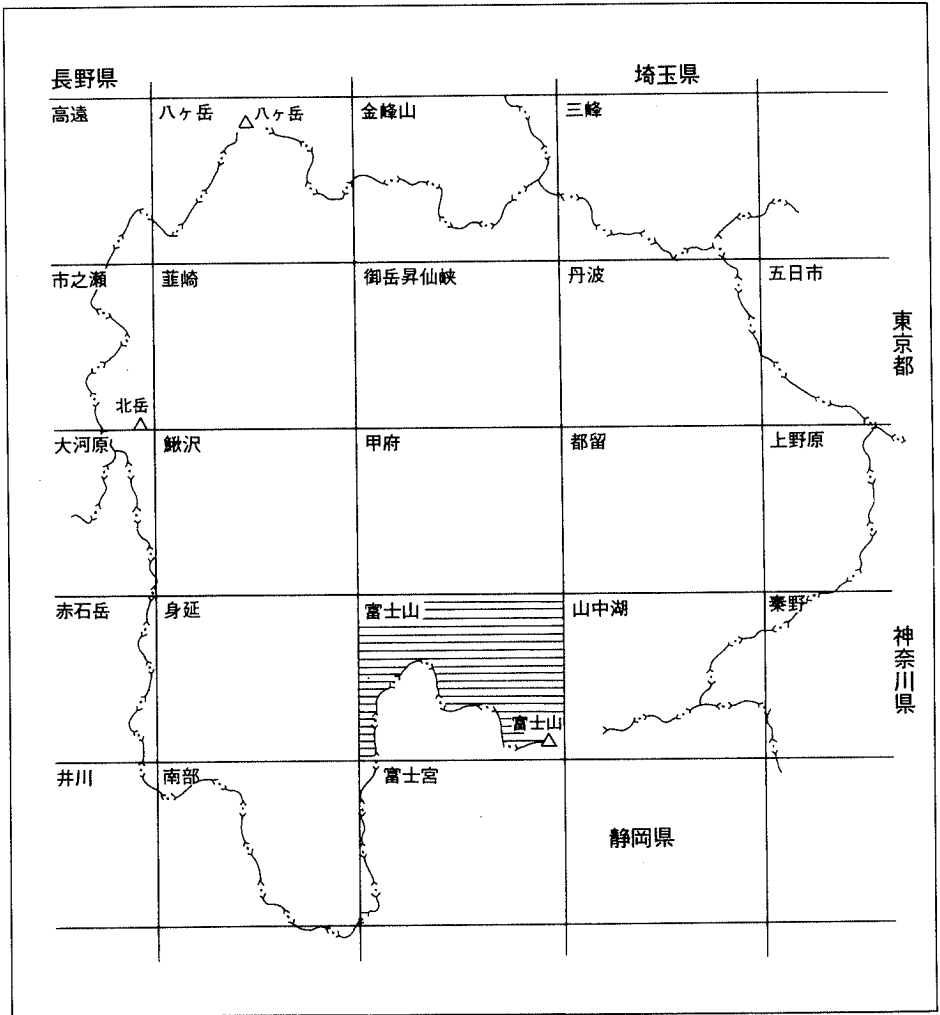 長野県
埼玉県
高遠
八ヶ岳
八ヶ岳
金峰山
三峰
市之瀬
韮崎
御岳昇仙峡
丹波
五日市
東京都
北岳
大河原
鰍沢
甲府
都留
上野原
赤石岳
身延
富士山
山中湖
秦野
神奈川県
富士山
井川
南部
富士宮
静岡県